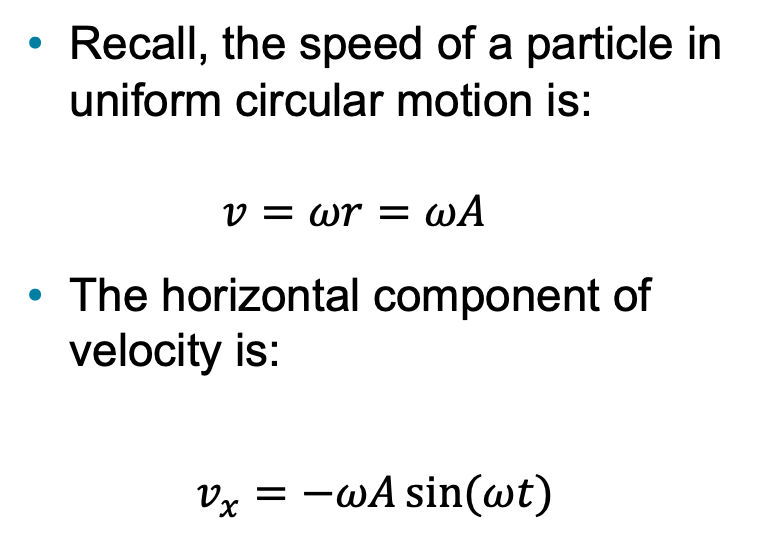 • Recall, the speed of a particle in
uniform circular motion is:
𝑣 = 𝜔𝑟 = 𝜔𝐴
• The horizontal component of
velocity is:
𝑣ₓ = −𝜔𝐴 sin(𝜔𝑡)